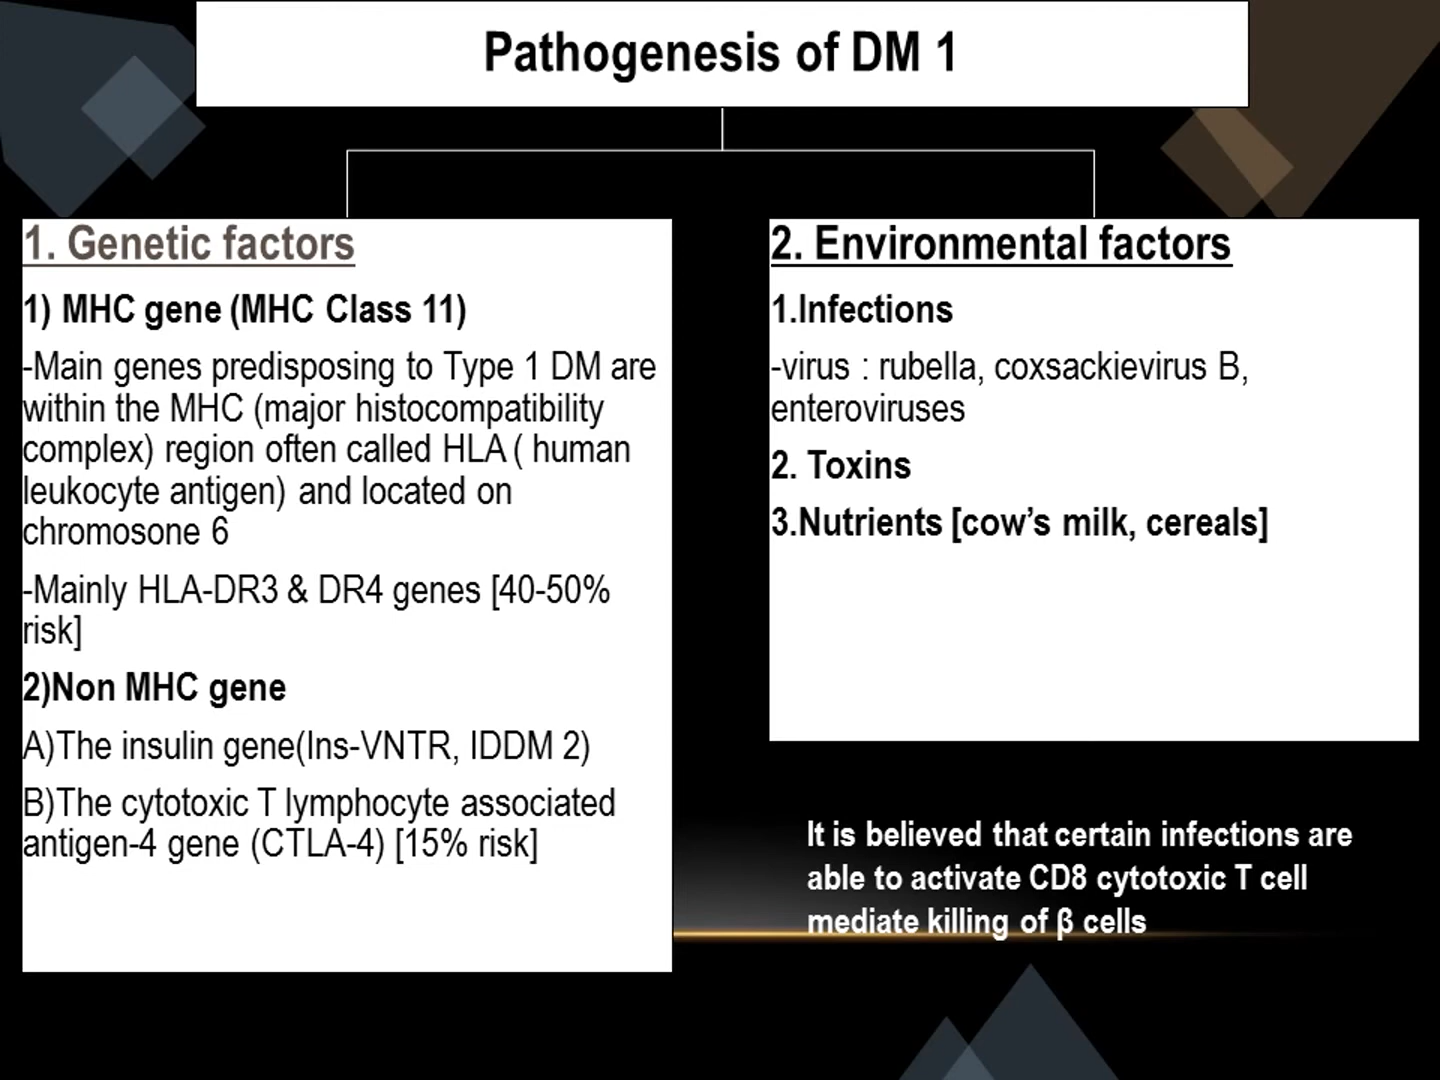 Pathogenesis of DM 1
1. Genetic factors
1) MHC gene (MHC Class 11)
-Main genes predisposing to Type 1 DM are
within the MHC (major histocompatibility
complex) region often called HLA ( human
leukocyte antigen) and located on
chromosone 6
-Mainly HLA-DR3 & DR4 genes [40-50%
risk]
2)Non MHC gene
A)The insulin gene(Ins-VNTR, IDDM 2)
B)The cytotoxic T lymphocyte associated
antigen-4 gene (CTLA-4) [15% risk]
2. Environmental factors
1.Infections
-virus : rubella, coxsackievirus B,
enteroviruses
2. Toxins
3.Nutrients [cow’s milk, cereals]
It is believed that certain infections are
able to activate CD8 cytotoxic T cell
mediate killing of β cells